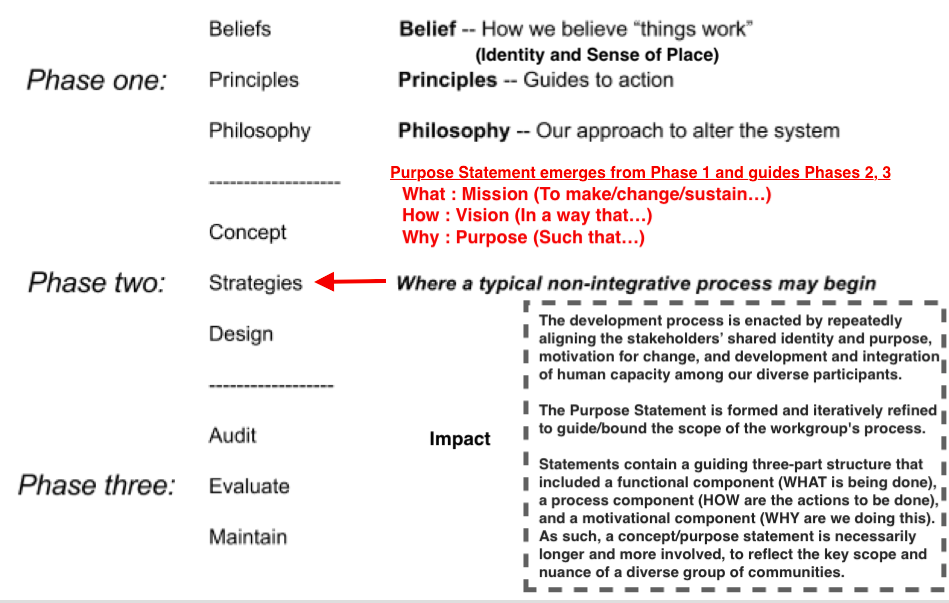 Beliefs Belief -- How we believe “things work”
(Identity and Sense of Place)
Phase one: Principles Principles -- Guides to action
Philosophy Philosophy -- Our approach to alter the system
-------------------
Purpose Statement emerges from Phase 1 and guides Phases 2, 3
What : Mission (To make/change/sustain…)
How : Vision (In a way that…)
Why : Purpose (Such that…)
Concept
Phase two: Strategies Where a typical non-integrative process may begin
Design
------------------
Audit
Impact
Phase three: Evaluate
Maintain
The development process is enacted by repeatedly
aligning the stakeholders’ shared identity and purpose,
motivation for change, and development and integration
of human capacity among our diverse participants.
The Purpose Statement is formed and iteratively refined
to guide/bound the scope of the workgroup's process.
Statements contain a guiding three-part structure that
included a functional component (WHAT is being done),
a process component (HOW are the actions to be done),
and a motivational component (WHY are we doing this).
As such, a concept/purpose statement is necessarily
longer and more involved, to reflect the key scope and
nuance of a diverse group of communities.